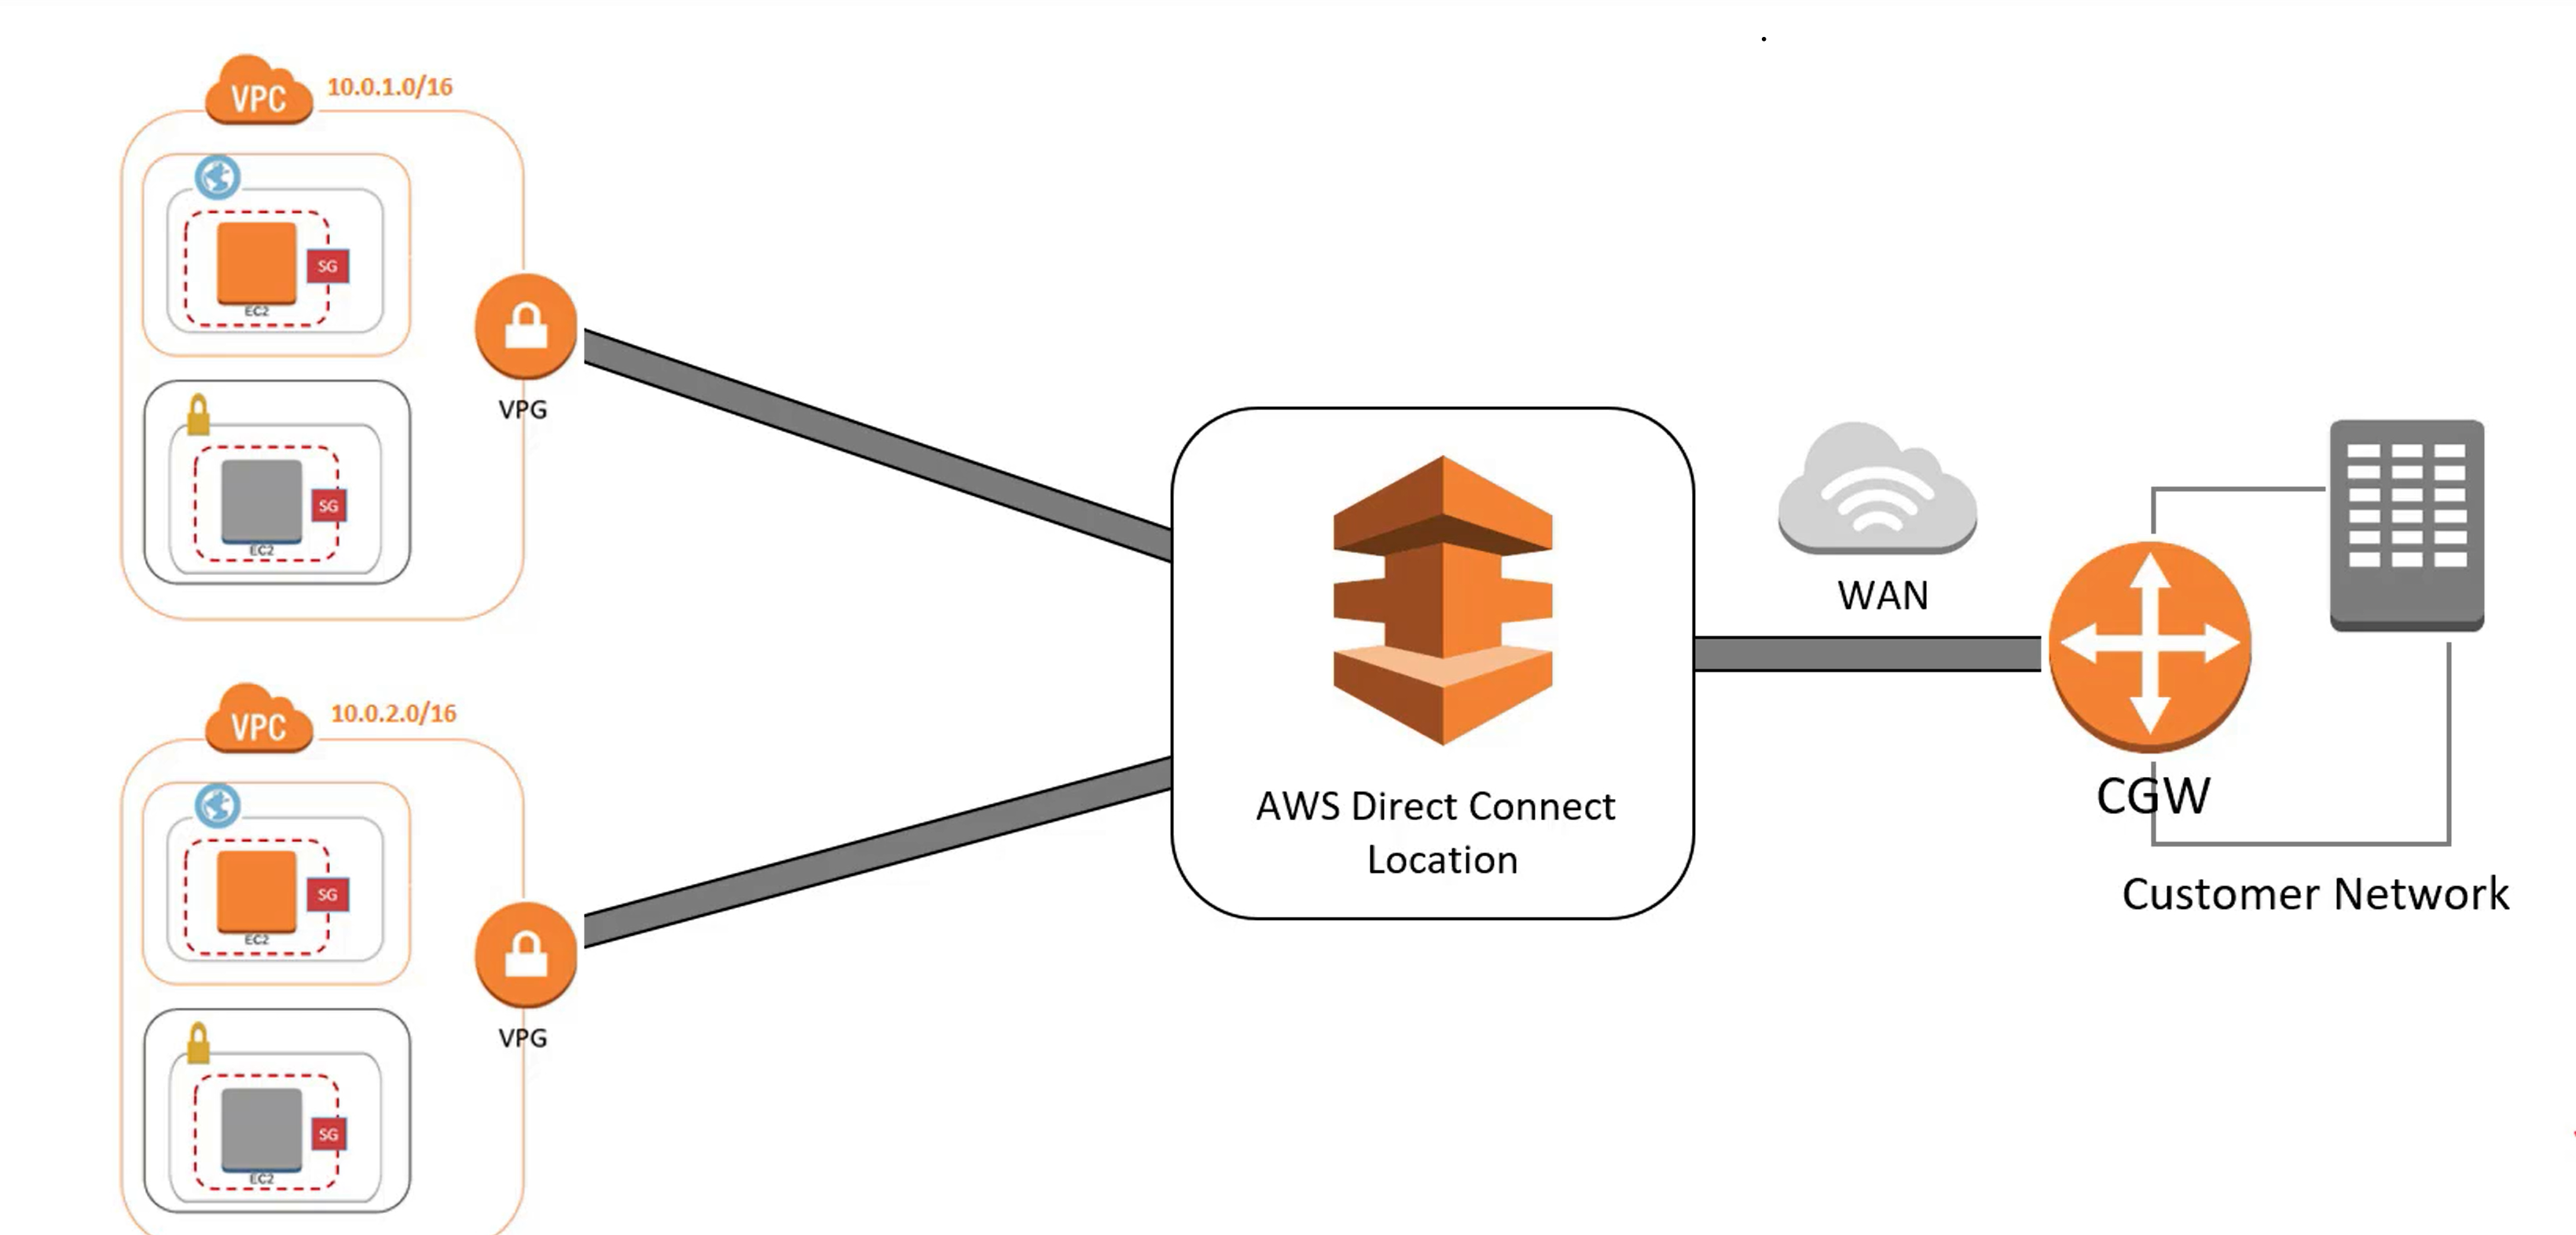 VPC 10.0.1.0/16
SG
EC2
VPG
SG
EC2
VPC 10.0.2.0/16
SG
EC2
VPG
SG
EC2
AWS Direct Connect
Location
WAN
CGW
Customer Network